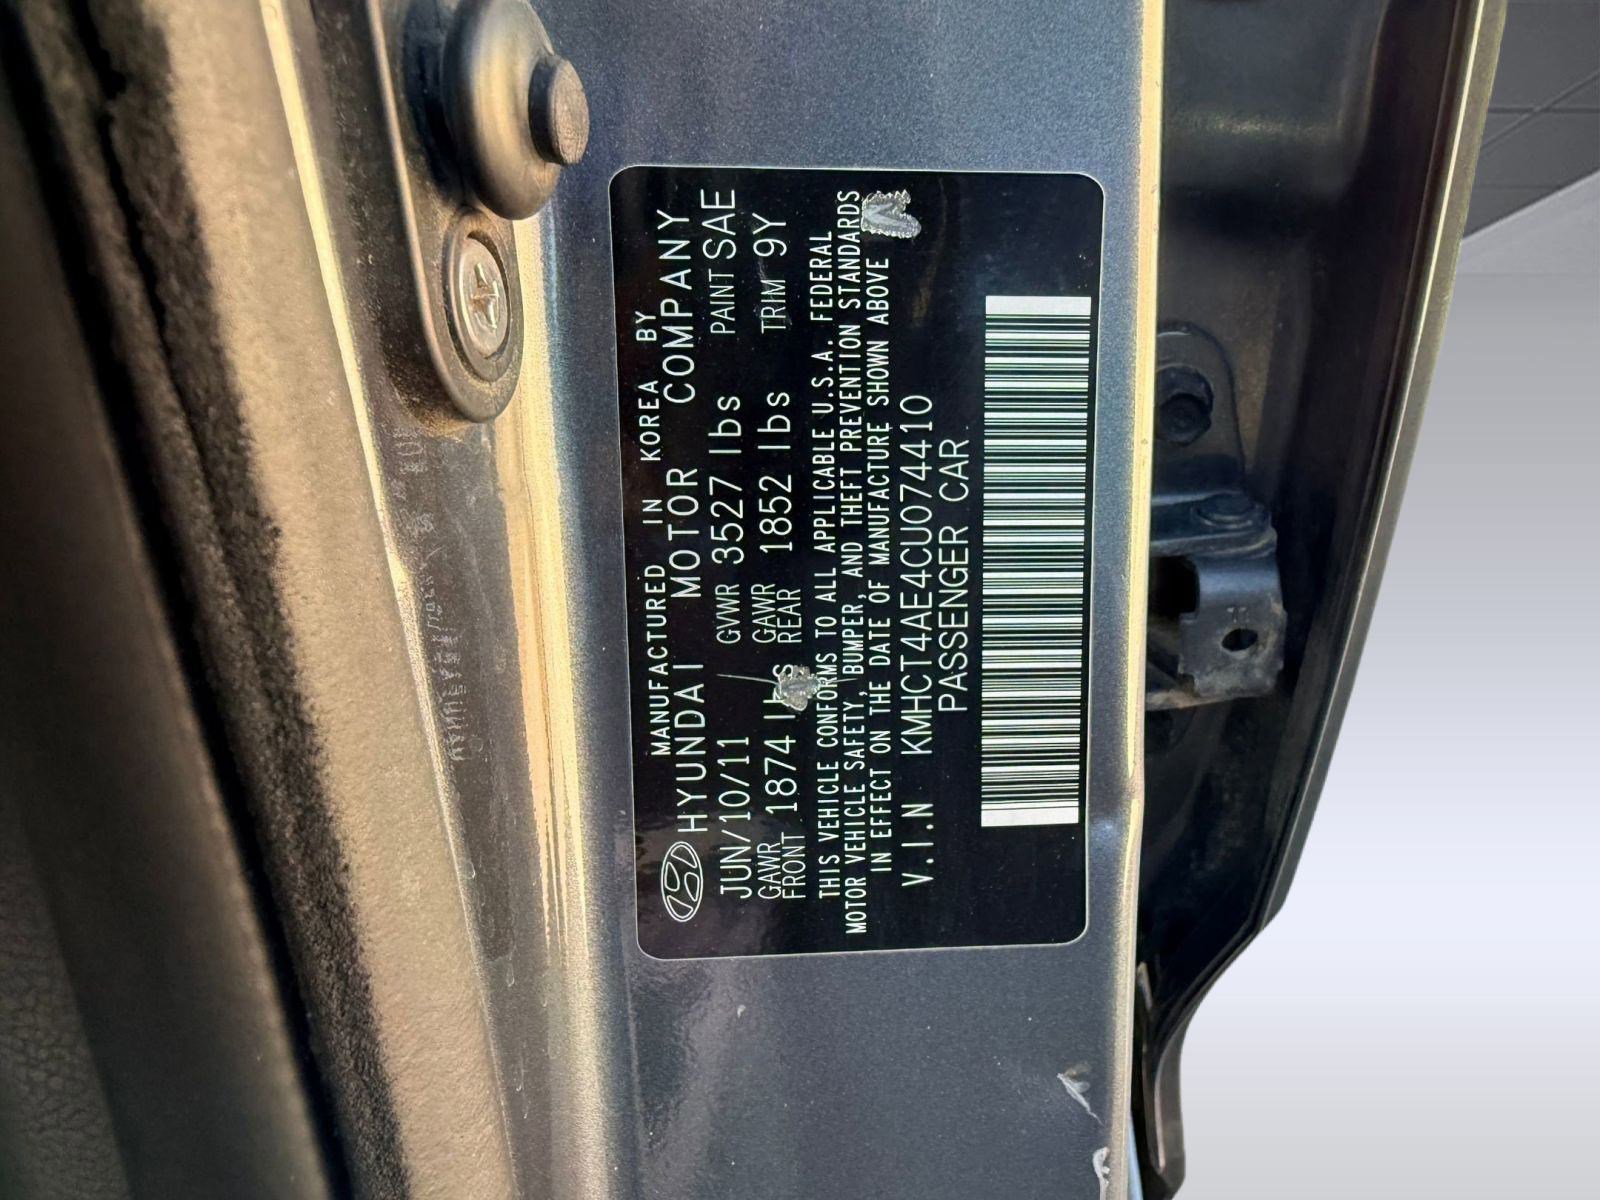 MANUFACTURED IN KOREA BY
HYUNDAI MOTOR COMPANY
JUN/10/11 GVWR 3527 lbs PAINT SAE
GAWR FRONT 1874 lbs GAWR REAR 1852 lbs TRIM 9Y
THIS VEHICLE CONFORMS TO ALL APPLICABLE U.S.A. FEDERAL
MOTOR VEHICLE SAFETY, BUMPER, AND THEFT PREVENTION STANDARDS
IN EFFECT ON THE DATE OF MANUFACTURE SHOWN ABOVE
V.I.N KMHCT4AE4CU074410
PASSENGER CAR